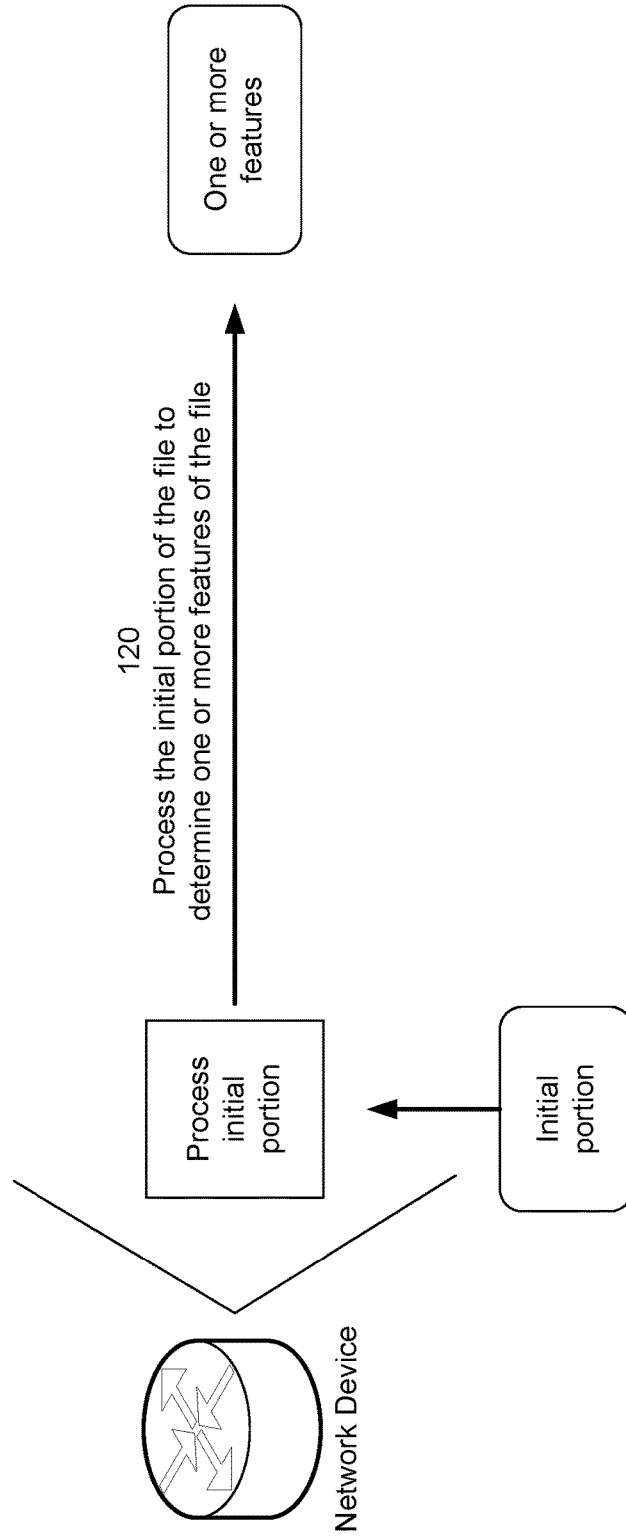 120
Process the initial portion of the file to
determine one or more features of the file
One or more
features
Process
initial
portion
Initial
portion
Network Device